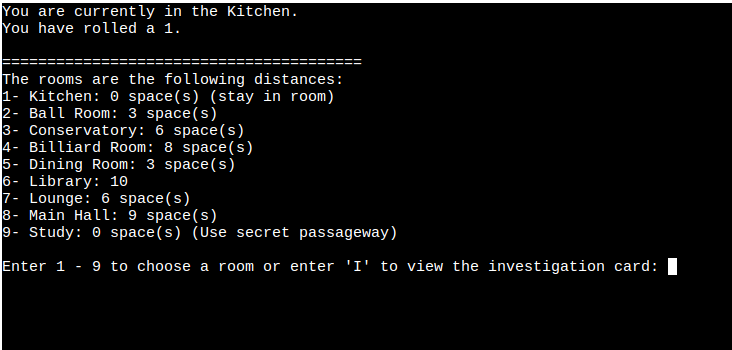 You are currently in the Kitchen.
You have rolled a 1.
========================================
The rooms are the following distances:
1- Kitchen: 0 space(s) (stay in room)
2- Ball Room: 3 space(s)
3- Conservatory: 6 space(s)
4- Billiard Room: 8 space(s)
5- Dining Room: 3 space(s)
6- Library: 10
7- Lounge: 6 space(s)
8- Main Hall: 9 space(s)
9- Study: 0 space(s) (Use secret passageway)
Enter 1 - 9 to choose a room or enter 'I' to view the investigation card: